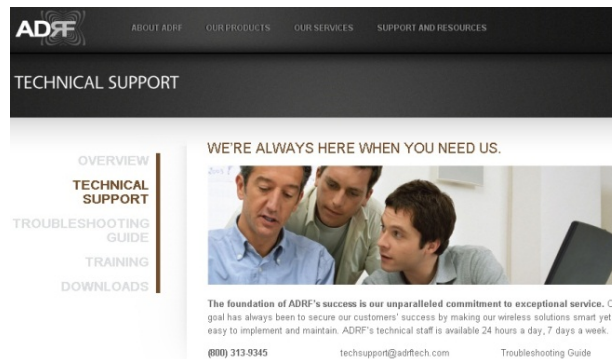 ADRF
ABOUT ADRF OUR PRODUCTS OUR SERVICES SUPPORT AND RESOURCES
TECHNICAL SUPPORT
OVERVIEW
TECHNICAL
SUPPORT
TROUBLESHOOTING
GUIDE
TRAINING
DOWNLOADS
WE'RE ALWAYS HERE WHEN YOU NEED US.
The foundation of ADRF's success is our unparalleled commitment to exceptional service.
goal has always been to secure our customers' success by making our wireless solutions smart yet
easy to implement and maintain. ADRF's technical staff is available 24 hours a day, 7 days a week.
(800) 313-9345 techsupport@adrftech.com Troubleshooting Guide